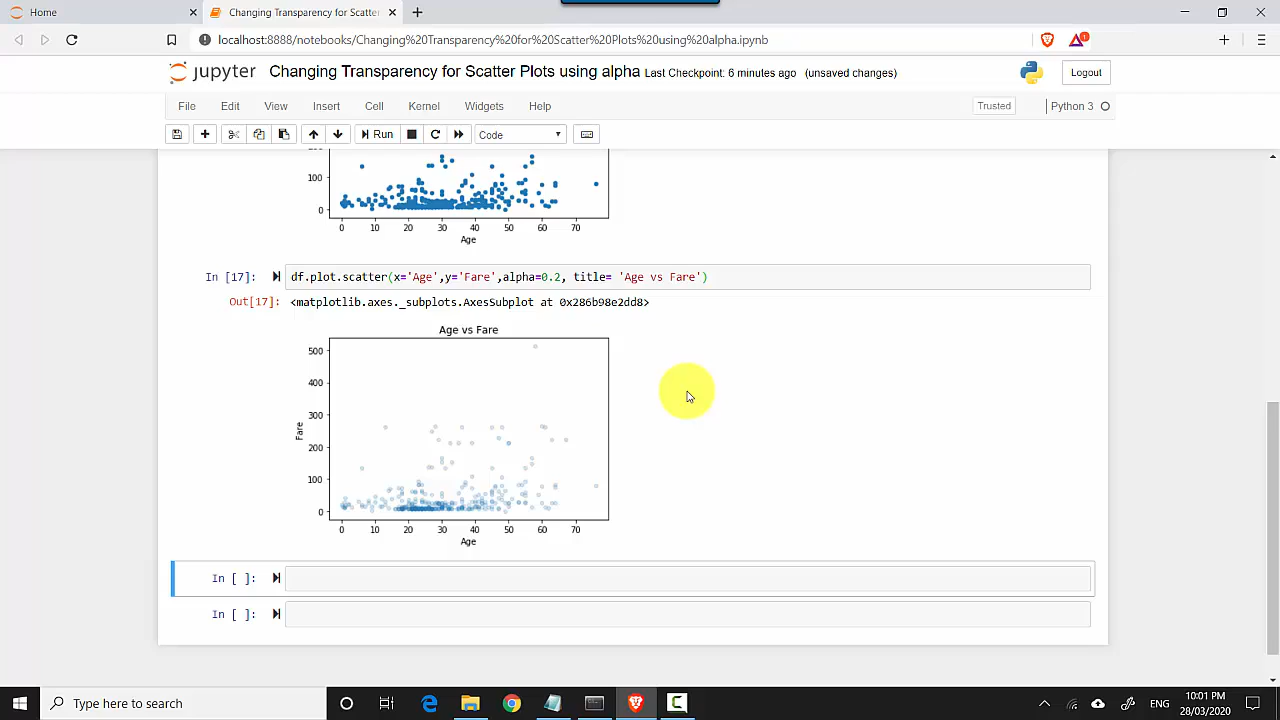 Home
Changing Transparency for Scatte
localhost:8888/notebooks/Changing%20Transparency%20for%20Scatter%20Plots%20using%20alpha.ipynb
1
jupyter Changing Transparency for Scatter Plots using alpha Last Checkpoint: 6 minutes ago (unsaved changes)
Logout
File Edit View Insert Cell Kernel Widgets Help
Trusted
Python 3
Run
Code
100
0
0 10 20 30 40 50 60 70
Age
In [17]: df.plot.scatter(x='Age',y='Fare',alpha=0.2, title= 'Age vs Fare')
Out[17]: <matplotlib.axes._subplots.AxesSubplot at 0x286b98e2dd8>
Age vs Fare
500
400
300
200
100
0
Fare
0 10 20 30 40 50 60 70
Age
In [ ]:
In [ ]:
Type here to search
ENG
10:01 PM
28/03/2020